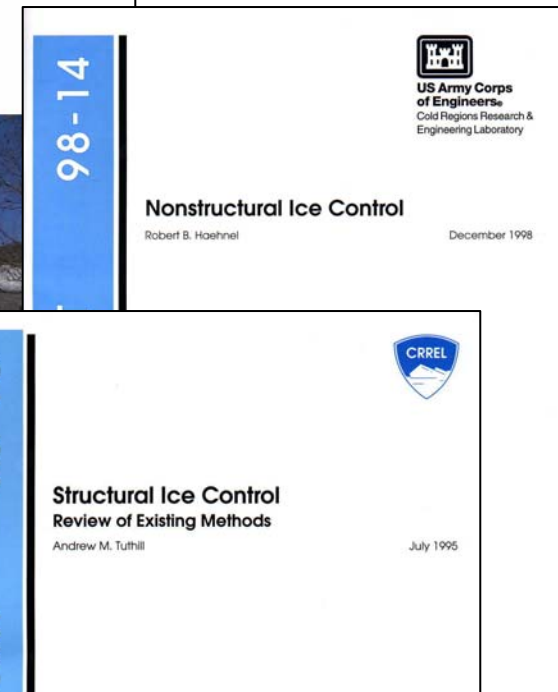 98-14
US Army Corps
of Engineers®
Cold Regions Research &
Engineering Laboratory
Nonstructural Ice Control
Robert B. Haehnel
December 1998
CRREL
Structural Ice Control
Review of Existing Methods
Andrew M. Tuthill
July 1995